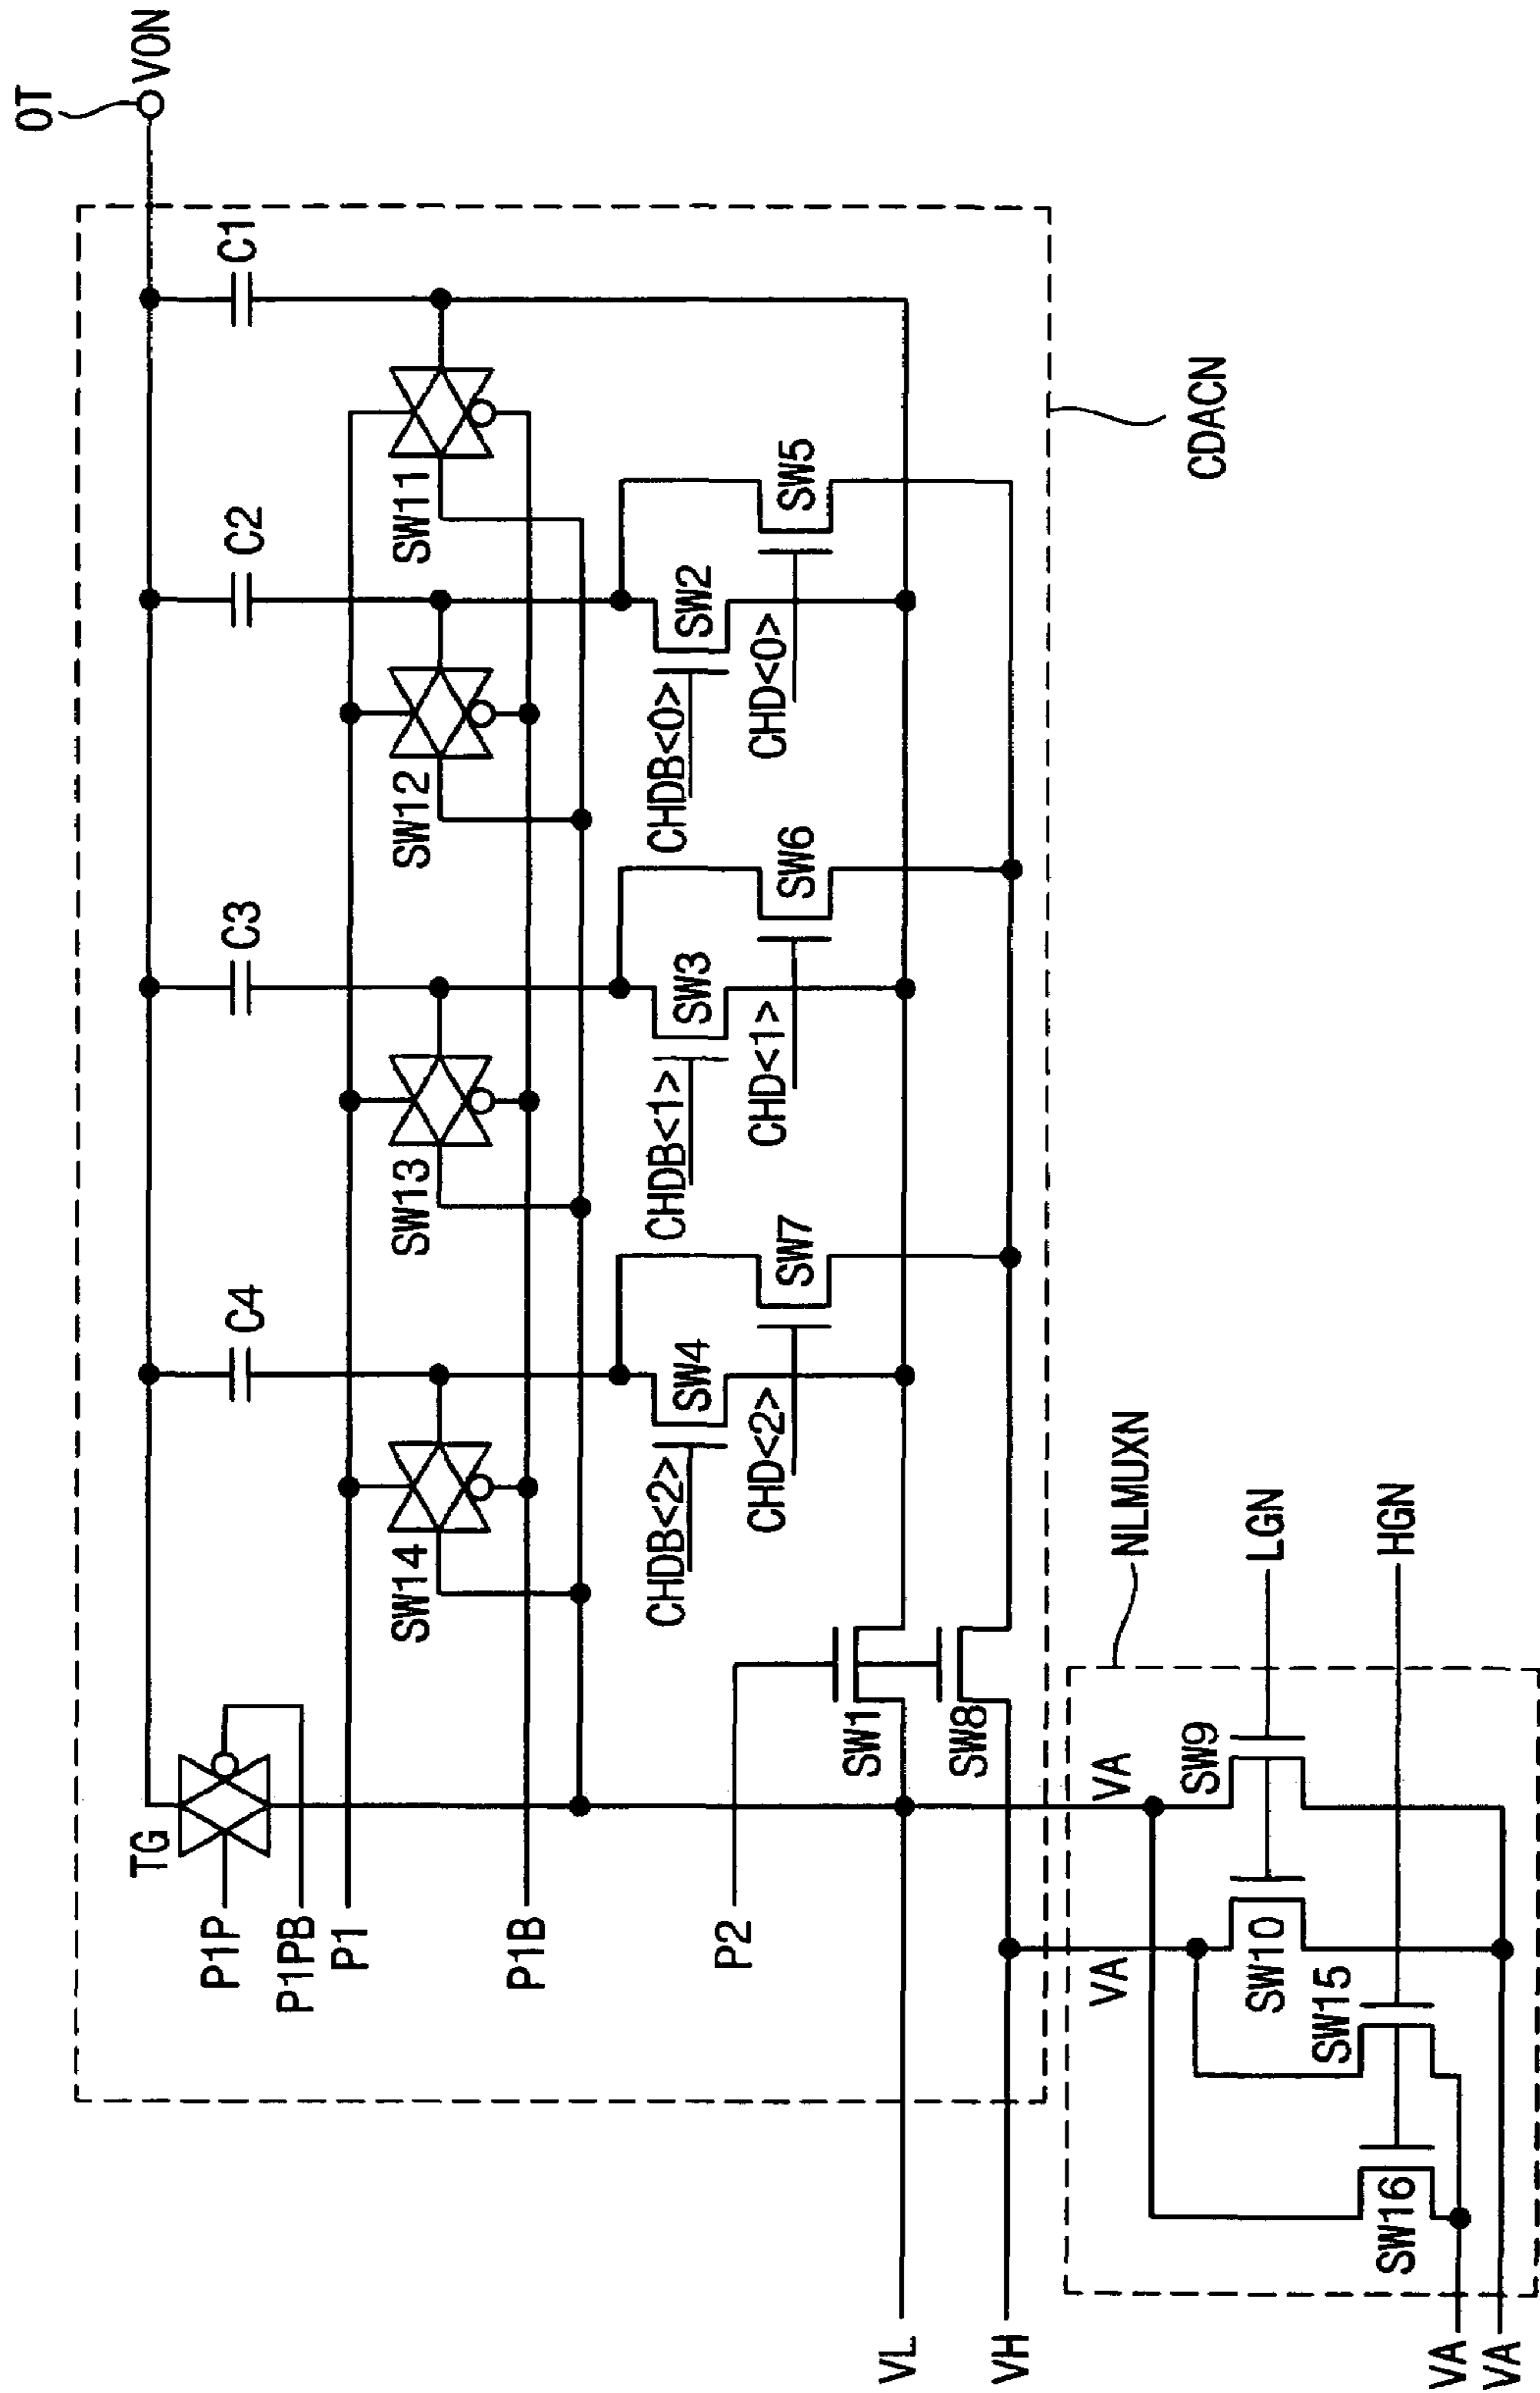 OT
VON
C1
C2
C3
C4
TG
P1P
P1PB
P1
P1B
P2
SW11
SW12
SW13
SW14
SW2
SW3
SW4
SW5
SW6
SW7
CHDB<0>
CHDB<1>
CHDB<2>
CHD<0>
CHD<1>
CHD<2>
SW1
SW8
CDACN
VL
VH
NLMUXN
LGN
HGN
VA
VA
SW9
SW10
SW15
SW16
VA
VA